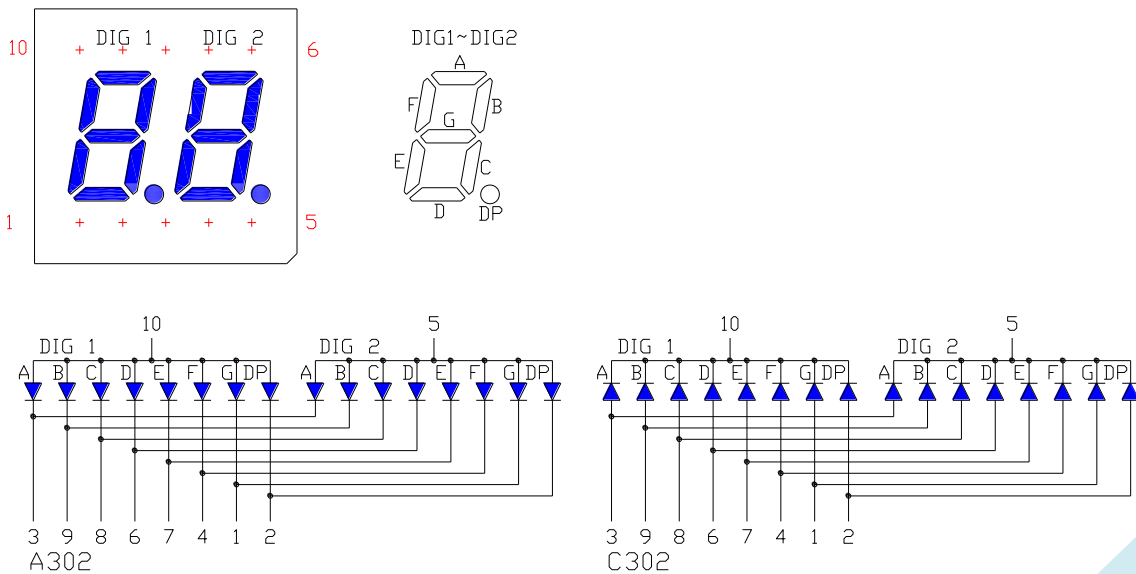 DIG 1 DIG 2
10 6
1 5
DIG1~DIG2
A
F B
G
E C
D DP
10 5
DIG 1 DIG 2
A B C D E F G DP A B C D E F G DP
3 9 8 6 7 4 1 2
A302
10 5
DIG 1 DIG 2
A B C D E F G DP A B C D E F G DP
3 9 8 6 7 4 1 2
C302